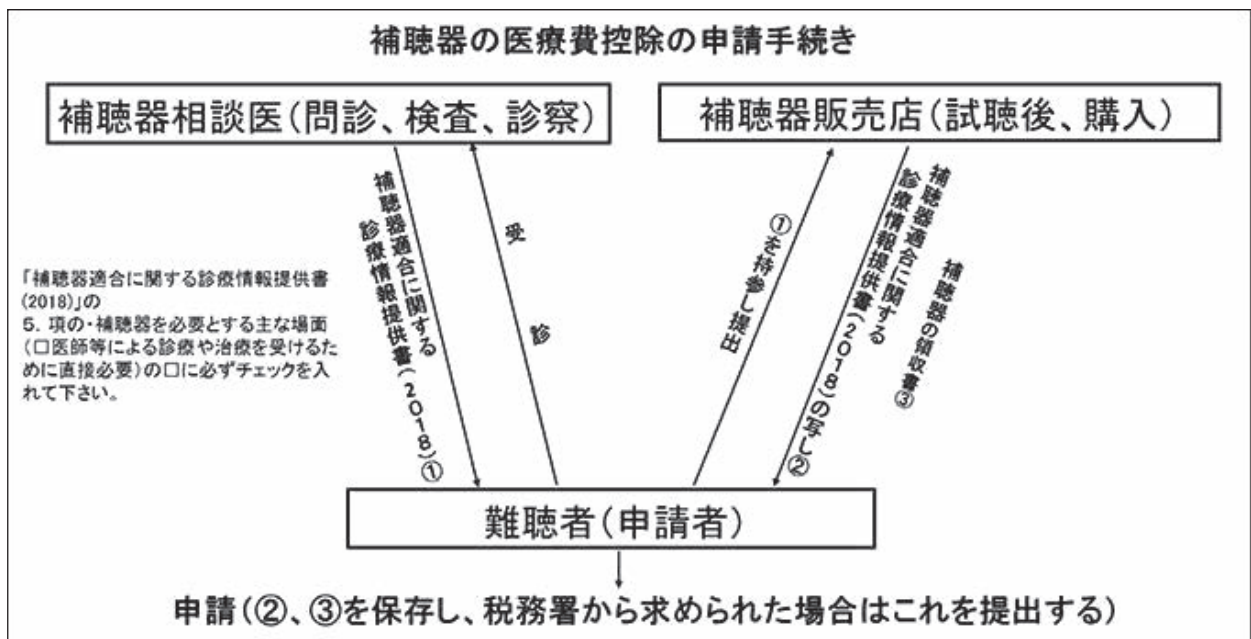 補聴器の医療費控除の申請手続き
補聴器相談医(問診、検査、診察)
補聴器販売店(試聴後、購入)
補聴器適合に関する
診療情報提供書(2018)①
受診
①を持参し提出
補聴器適合に関する
診療情報提供書(2018)の写し②
補聴器の領収書③
「補聴器適合に関する診療情報提供書
(2018)」の
5．項の・補聴器を必要とする主な場面
(□医師等による診療や治療を受けるた
めに直接必要)の□に必ずチェックを入
れて下さい。
難聴者(申請者)
申請(②、③を保存し、税務署から求められた場合はこれを提出する)